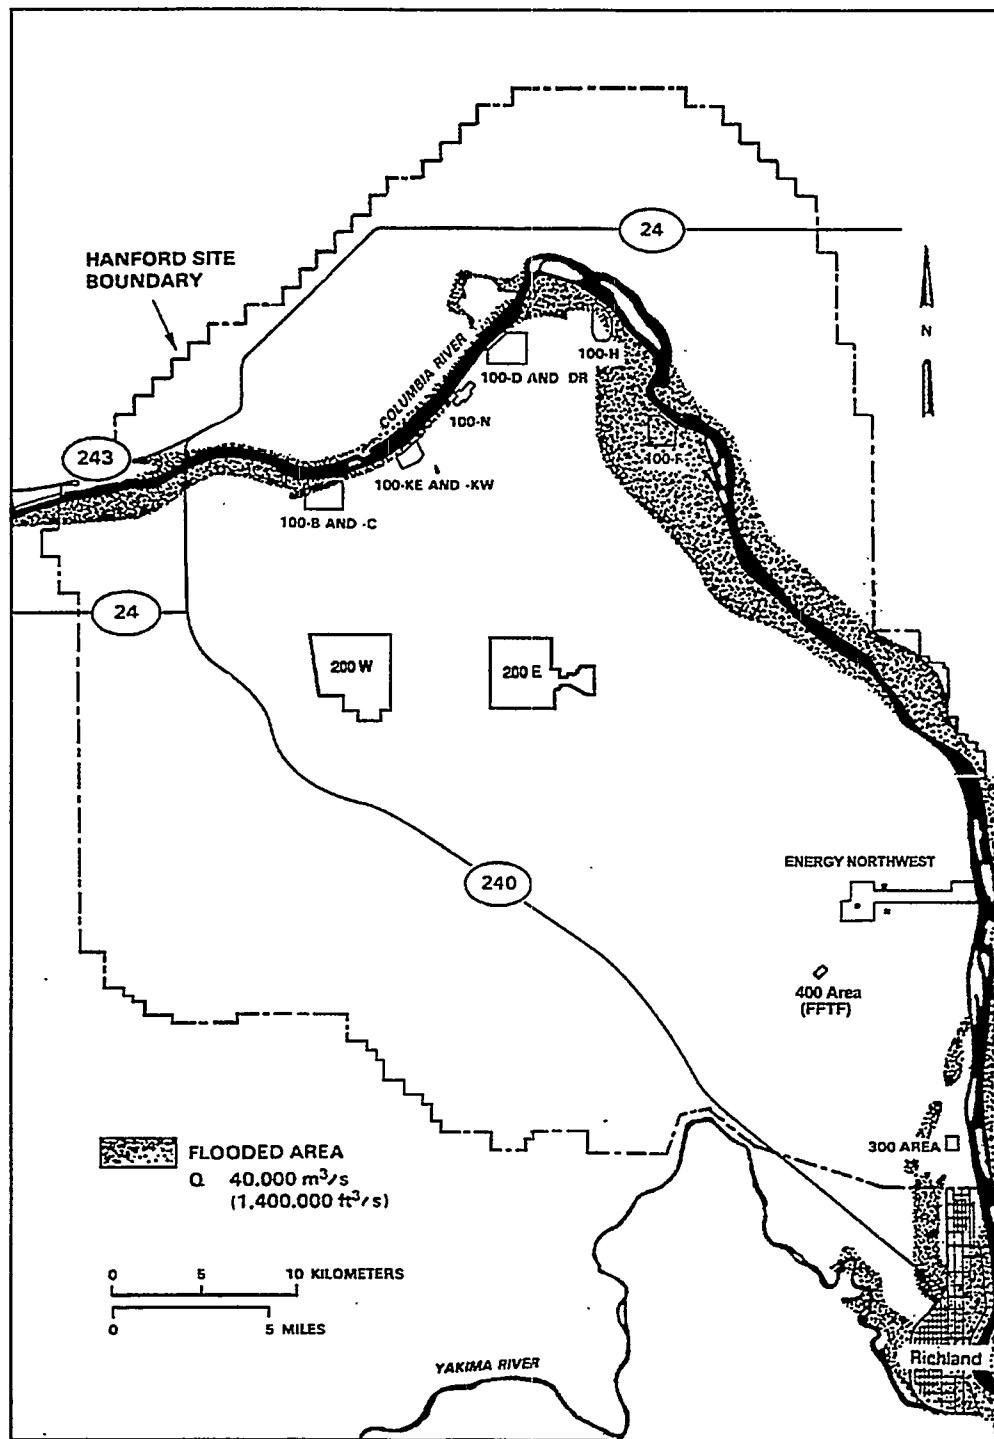 24
HANFORD SITE
BOUNDARY
N
COLUMBIA RIVER
100-H
100-D AND DR
100-N
243
100-F
100-KE AND -KW
100-B AND -C
24
200 W
200 E
ENERGY NORTHWEST
240
400 Area
(FFTF)
FLOODED AREA
Q 40.000 m³/s
(1.400.000 ft³/s)
300 AREA
0 5 10 KILOMETERS
0 5 MILES
Richland
YAKIMA RIVER